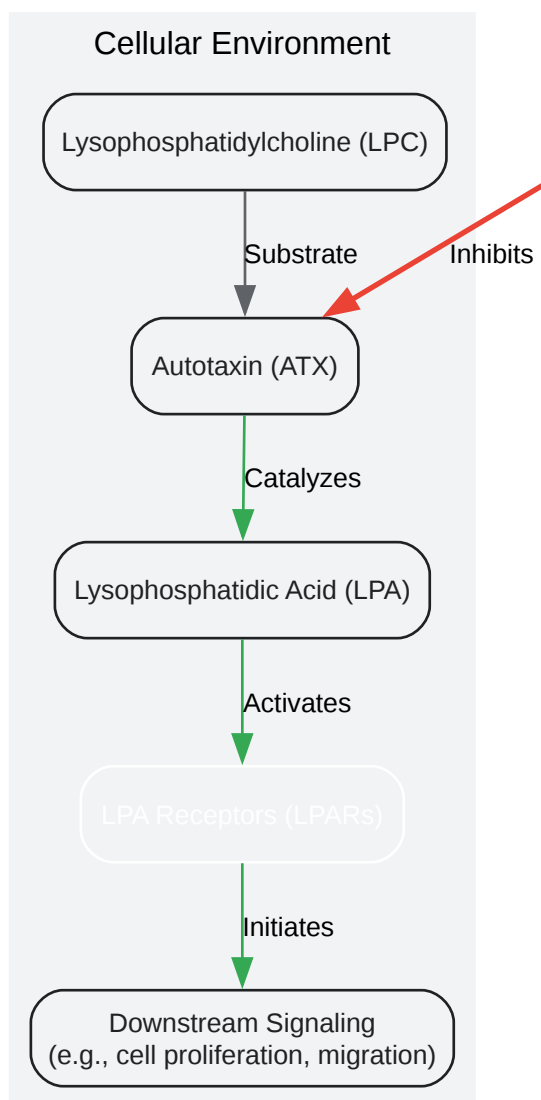 Cellular Environment
Lysophosphatidylcholine (LPC)
Substrate
Inhibits
Autotaxin (ATX)
Catalyzes
Lysophosphatidic Acid (LPA)
Activates
LPA Receptors (LPARs)
Initiates
Downstream Signaling
(e.g., cell proliferation, migration)